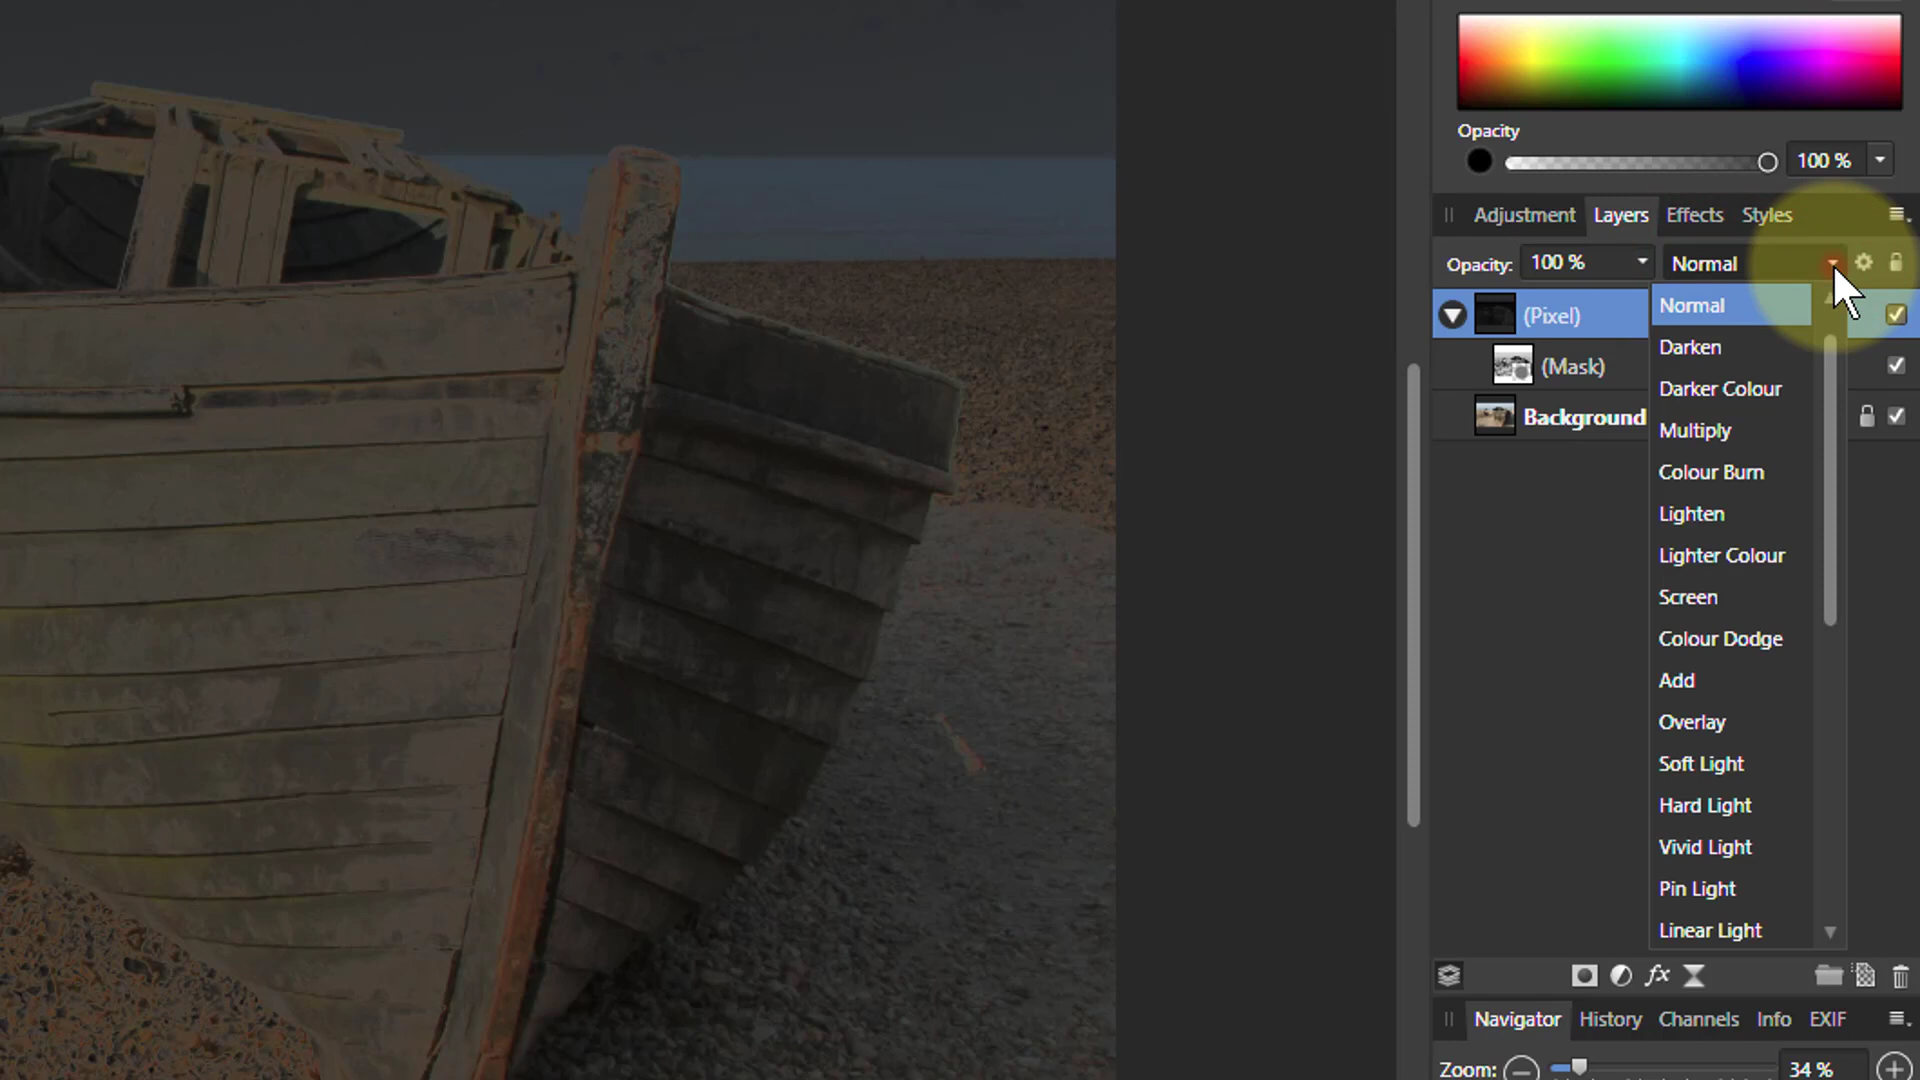 Opacity
100 %
Adjustment Layers Effects Styles
Opacity: 100 % Normal
(Pixel)
(Mask)
Background
Normal
Darken
Darker Colour
Multiply
Colour Burn
Lighten
Lighter Colour
Screen
Colour Dodge
Add
Overlay
Soft Light
Hard Light
Vivid Light
Pin Light
Linear Light
fx
Navigator History Channels Info EXIF
Zoom: 34 %